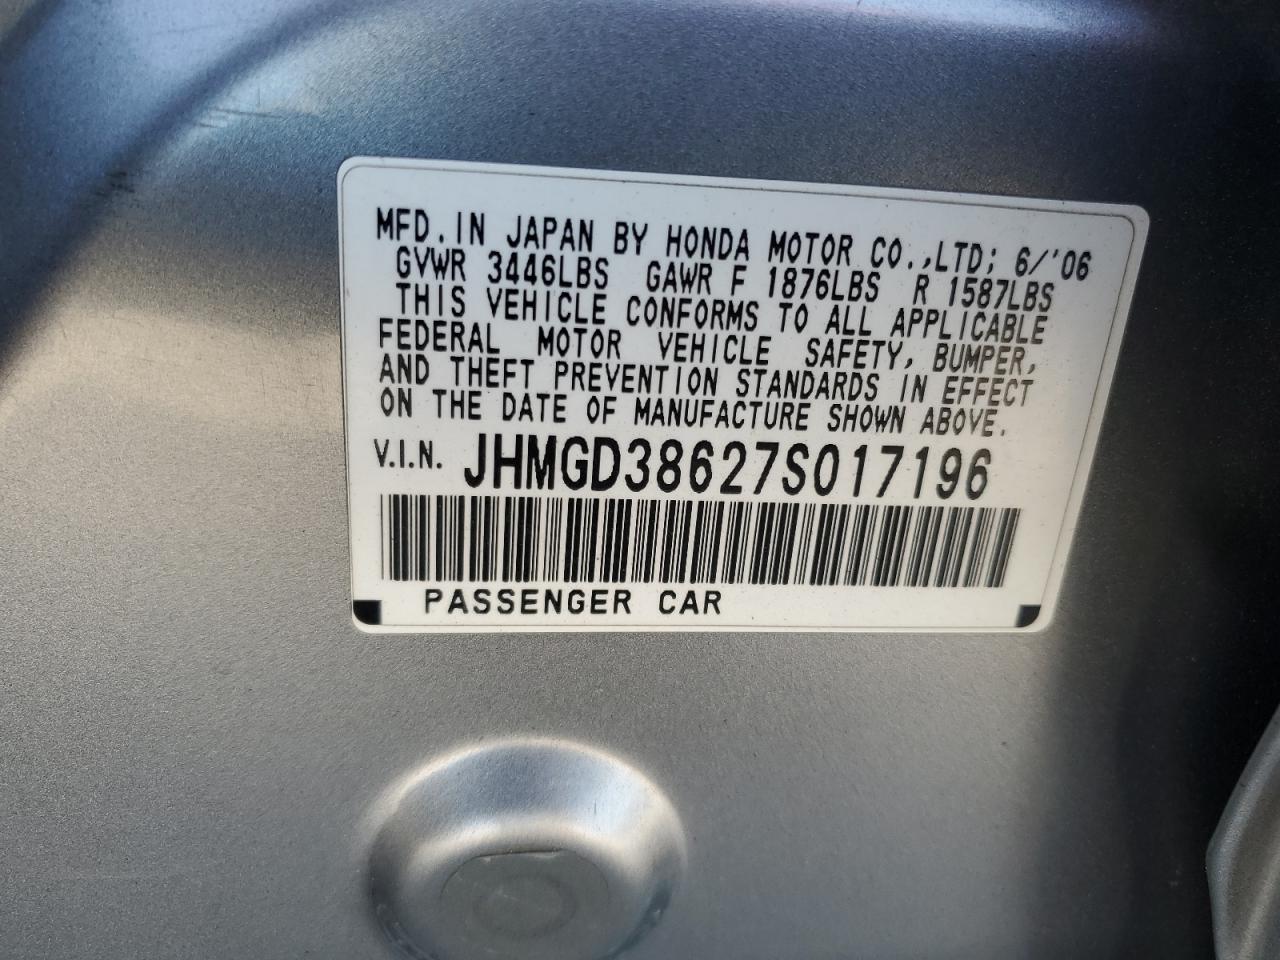 MFD.IN JAPAN BY HONDA MOTOR CO.,LTD; 6/'06
GVWR 3446LBS GAWR F 1876LBS R 1587LBS
THIS VEHICLE CONFORMS TO ALL APPLICABLE
FEDERAL MOTOR VEHICLE SAFETY, BUMPER,
AND THEFT PREVENTION STANDARDS IN EFFECT
ON THE DATE OF MANUFACTURE SHOWN ABOVE.
V.I.N. JHMGD38627S017196
PASSENGER CAR